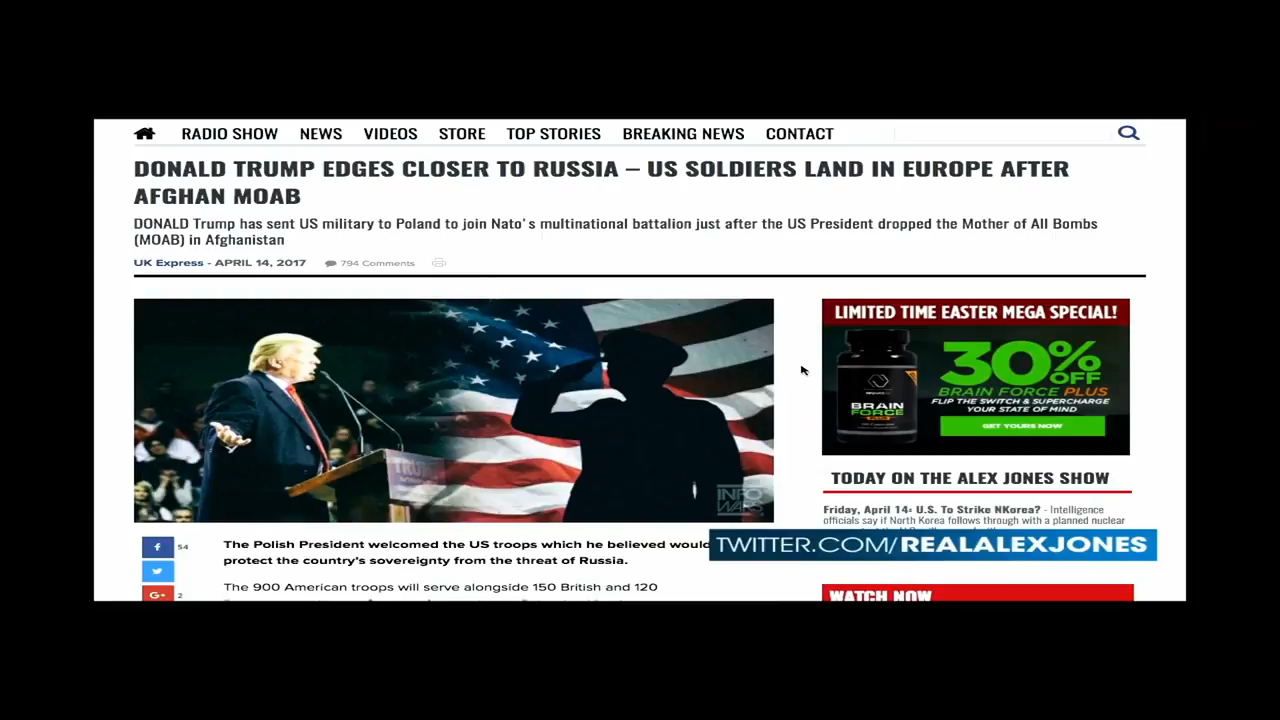 RADIO SHOW NEWS VIDEOS STORE TOP STORIES BREAKING NEWS CONTACT
DONALD TRUMP EDGES CLOSER TO RUSSIA – US SOLDIERS LAND IN EUROPE AFTER
AFGHAN MOAB
DONALD Trump has sent US military to Poland to join Nato's multinational battalion just after the US President dropped the Mother of All Bombs
(MOAB) in Afghanistan
UK Express - APRIL 14, 2017 794 Comments
TRUMP
INFO
WARS
LIMITED TIME EASTER MEGA SPECIAL!
30% OFF
BRAIN FORCE PLUS
FLIP THE SWITCH & SUPERCHARGE
YOUR STATE OF MIND
GET YOURS NOW
BRAIN
FORCE
PLUS
TODAY ON THE ALEX JONES SHOW
Friday, April 14: U.S. To Strike NKorea? - Intelligence
officials say if North Korea follows through with a planned nuclear
f 54
The Polish President welcomed the US troops which he believed would
protect the country's sovereignty from the threat of Russia.
TWITTER.COM/REALALEXJONES
G+ 2
The 900 American troops will serve alongside 150 British and 120
WATCH NOW